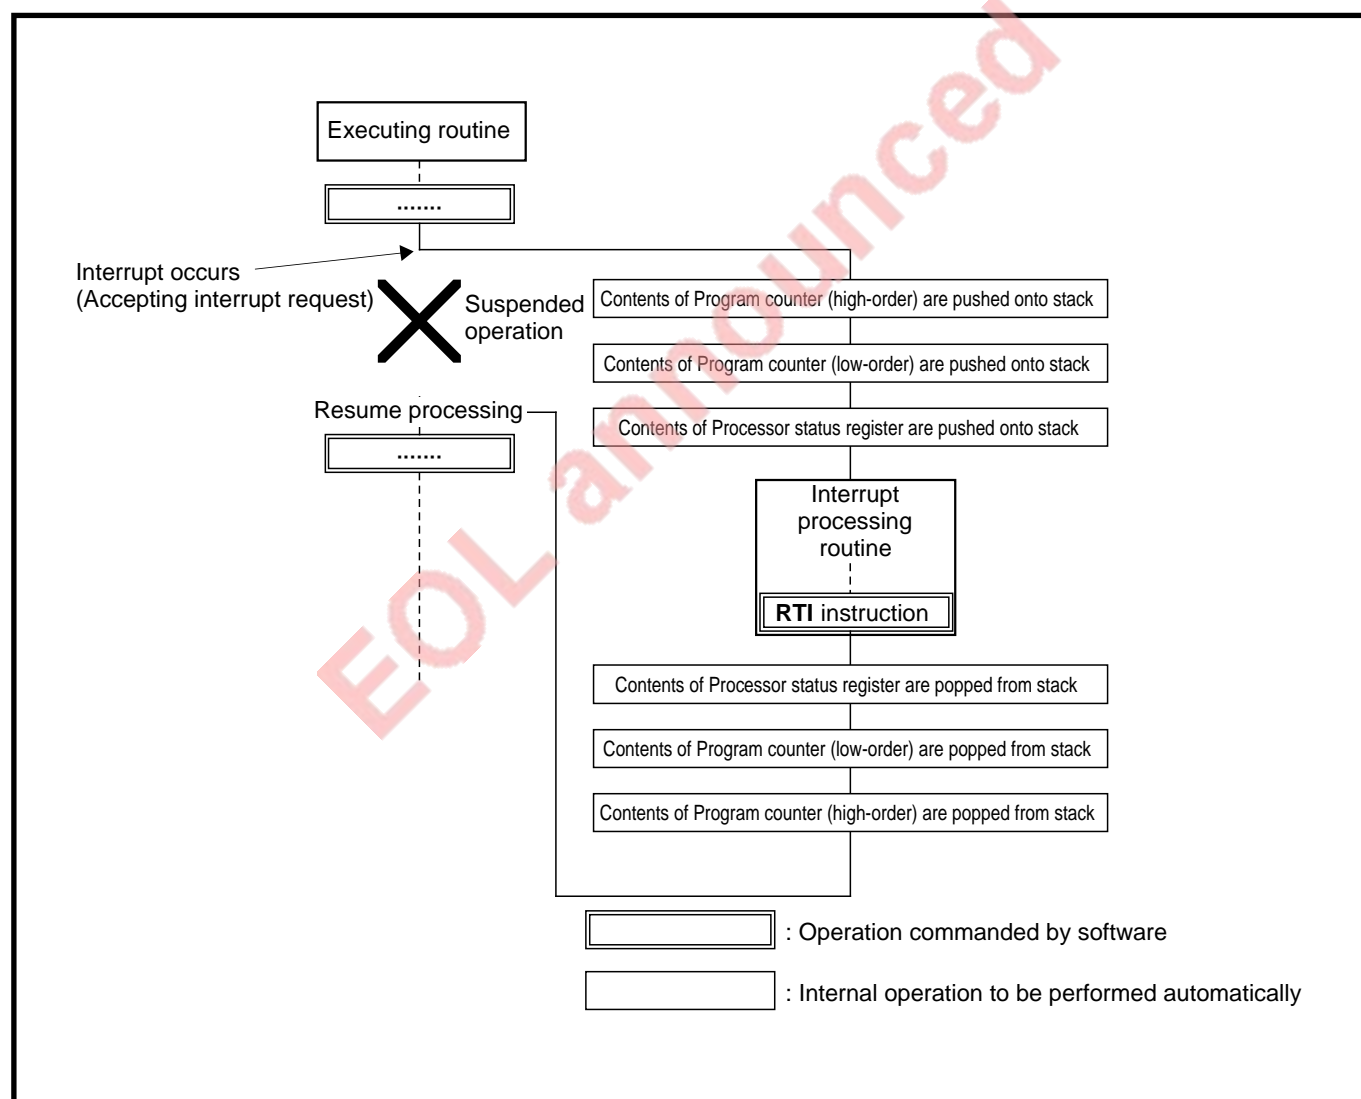 Executing routine
.......
Interrupt occurs
(Accepting interrupt request)
Suspended
operation
Contents of Program counter (high-order) are pushed onto stack
Contents of Program counter (low-order) are pushed onto stack
Contents of Processor status register are pushed onto stack
Resume processing
.......
Interrupt
processing
routine
RTI instruction
Contents of Processor status register are popped from stack
Contents of Program counter (low-order) are popped from stack
Contents of Program counter (high-order) are popped from stack
: Operation commanded by software
: Internal operation to be performed automatically
EOL announced